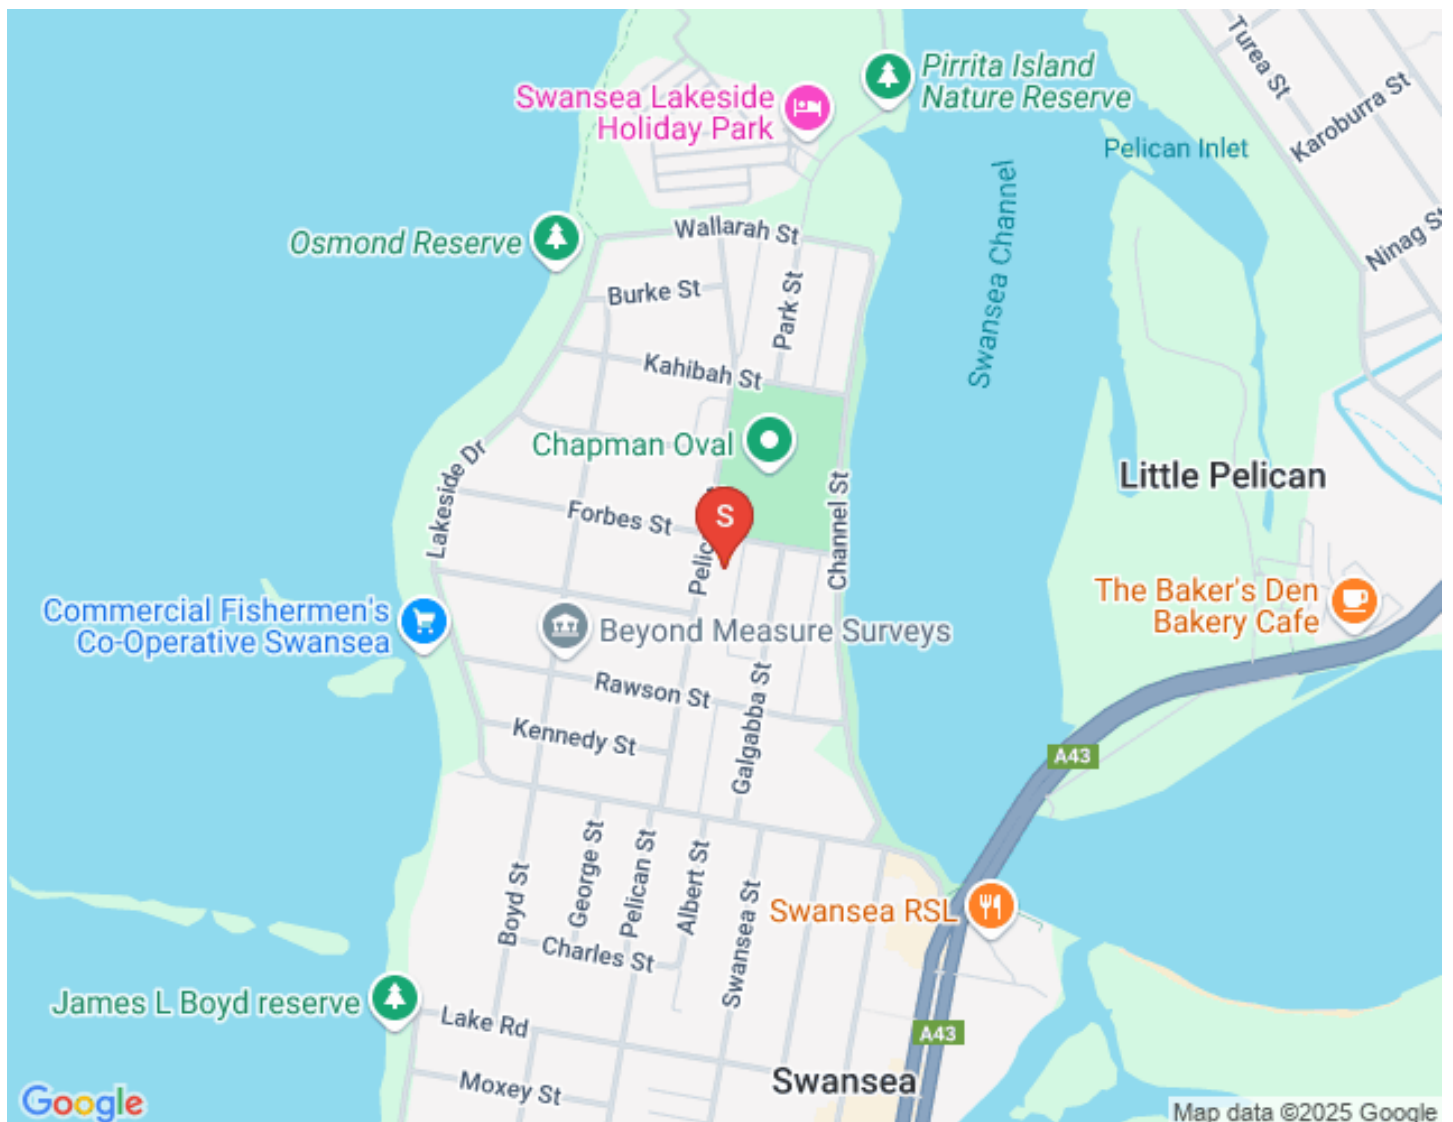 Turea St
Karoburra St
Pirrita Island
Nature Reserve
Swansea Lakeside
Holiday Park
Pelican Inlet
Swansea Channel
Ninag St
Osmond Reserve
Wallarah St
Burke St
Park St
Kahibah St
Chapman Oval
Lakeside Dr
Little Pelican
Forbes St
S
Channel St
The Baker's Den
Bakery Cafe
Commercial Fishermen's
Co-Operative Swansea
Beyond Measure Surveys
Rawson St
Galgabba St
Kennedy St
A43
George St
Pelican St
Albert St
Boyd St
Swansea St
Swansea RSL
Charles St
James L Boyd reserve
Lake Rd
A43
Moxey St
Swansea
Google
Map data ©2025 Google